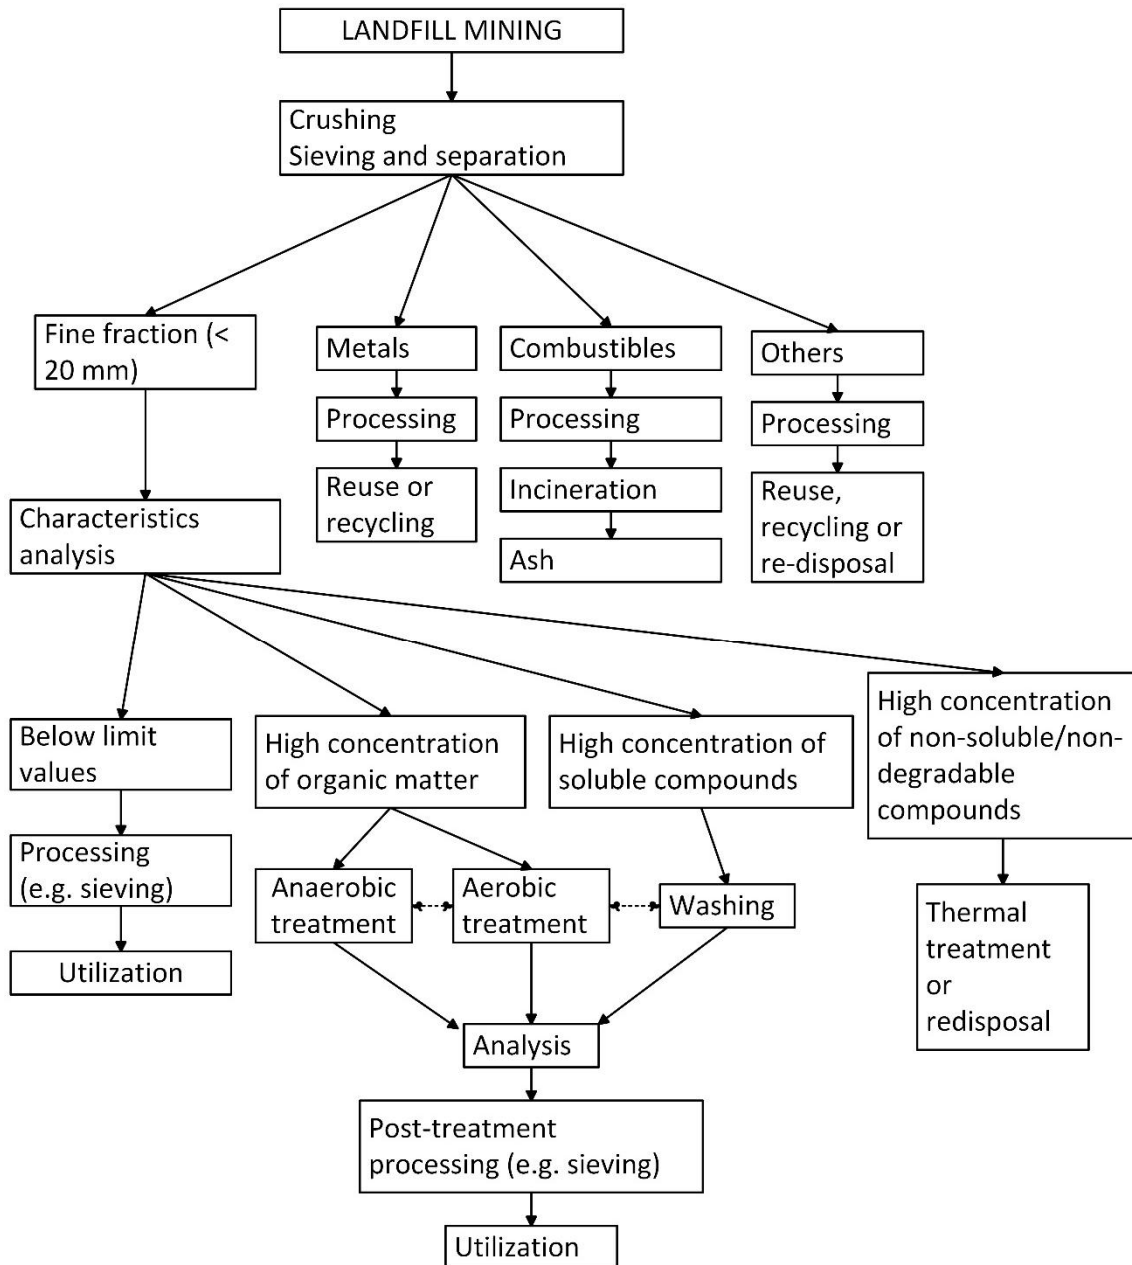 LANDFILL MINING
Crushing
Sieving and separation
Fine fraction (<
20 mm)
Metals
Combustibles
Others
Processing
Processing
Processing
Reuse or
recycling
Incineration
Ash
Reuse,
recycling or
re-disposal
Characteristics
analysis
Below limit
values
High concentration
of organic matter
High concentration of
soluble compounds
High concentration
of non-soluble/non-
degradable
compounds
Processing
(e.g. sieving)
Utilization
Anaerobic
treatment
Aerobic
treatment
Washing
Thermal
treatment
or
redisposal
Analysis
Post-treatment
processing (e.g. sieving)
Utilization